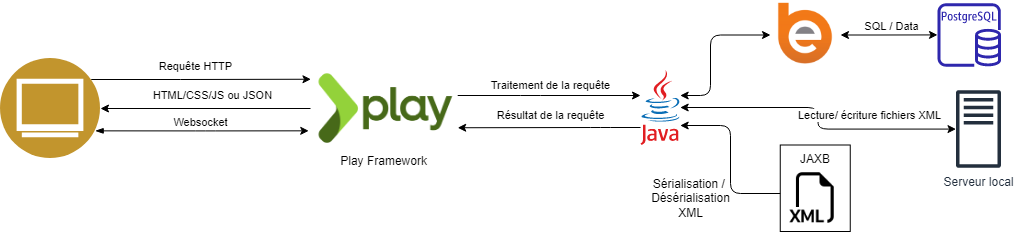 Requête HTTP
HTML/CSS/JS ou JSON
Websocket
play
Play Framework
Traitement de la requête
Résultat de la requête
Java
be
SQL / Data
PostgreSQL
Lecture/ écriture fichiers XML
Serveur local
Sérialisation /
Désérialisation
XML
JAXB
XML